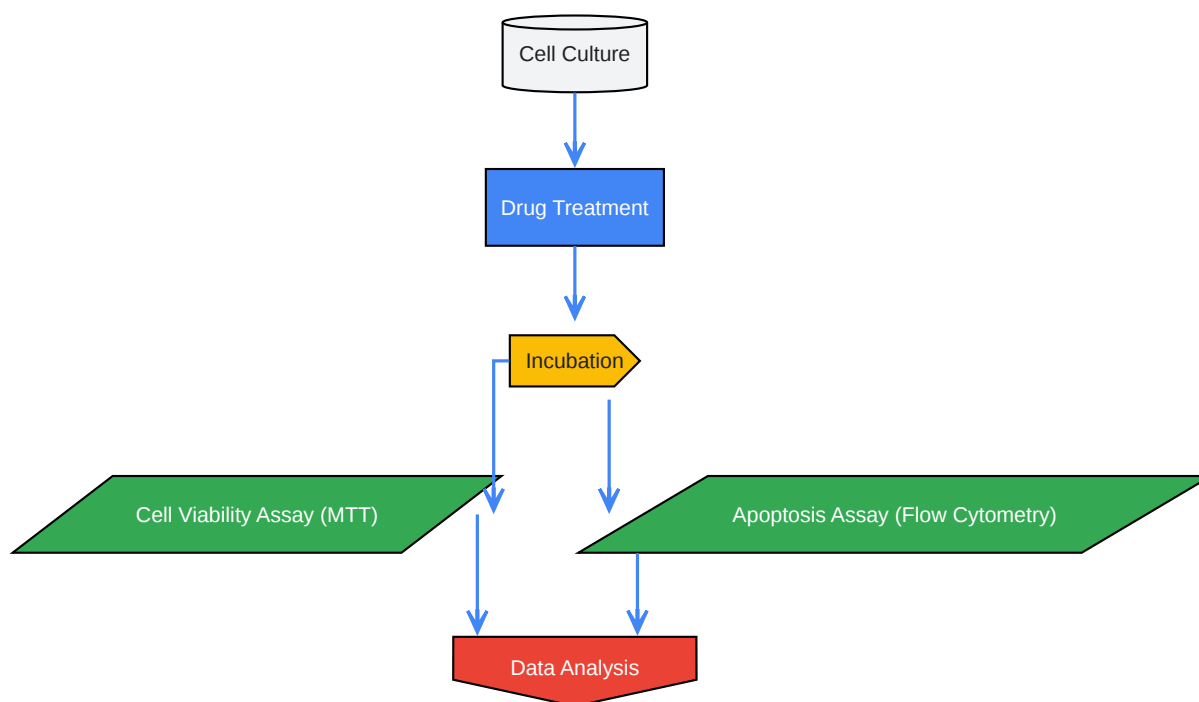 Cell Culture
Drug Treatment
Incubation
Cell Viability Assay (MTT)
Apoptosis Assay (Flow Cytometry)
Data Analysis